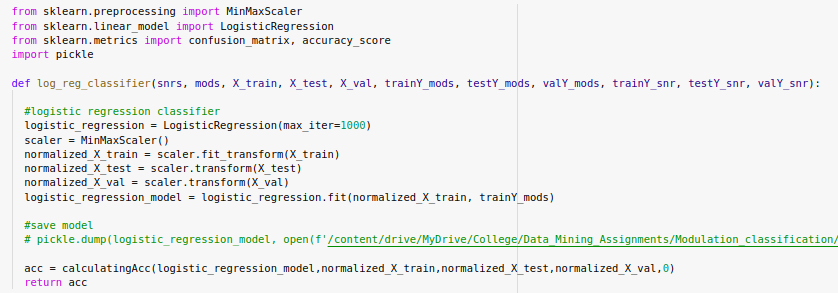 from sklearn.preprocessing import MinMaxScaler
from sklearn.linear_model import LogisticRegression
from sklearn.metrics import confusion_matrix, accuracy_score
import pickle
def log_reg_classifier(snrs, mods, X_train, X_test, X_val, trainY_mods, testY_mods, valY_mods, trainY_snr, testY_snr, valY_snr):
#logistic regression classifier
logistic_regression = LogisticRegression(max_iter=1000)
scaler = MinMaxScaler()
normalized_X_train = scaler.fit_transform(X_train)
normalized_X_test = scaler.transform(X_test)
normalized_X_val = scaler.transform(X_val)
logistic_regression_model = logistic_regression.fit(normalized_X_train, trainY_mods)
#save model
# pickle.dump(logistic_regression_model, open(f'/content/drive/MyDrive/College/Data_Mining_Assignments/Modulation_classification/
acc = calculatingAcc(logistic_regression_model,normalized_X_train,normalized_X_test,normalized_X_val,0)
return acc